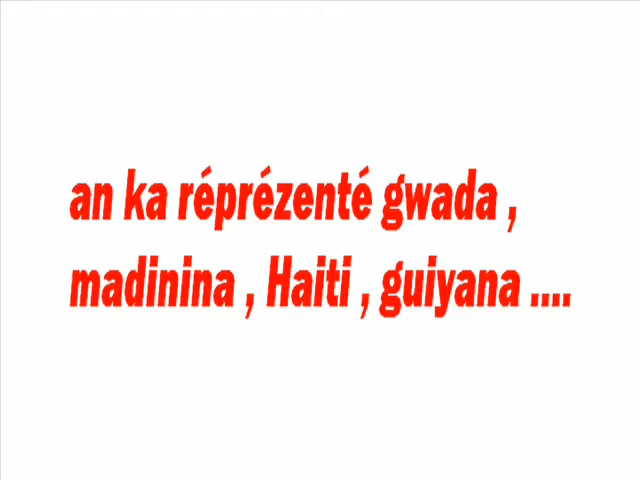 an ka réprézenté gwada ,
madinina , Haiti , guiyana ....